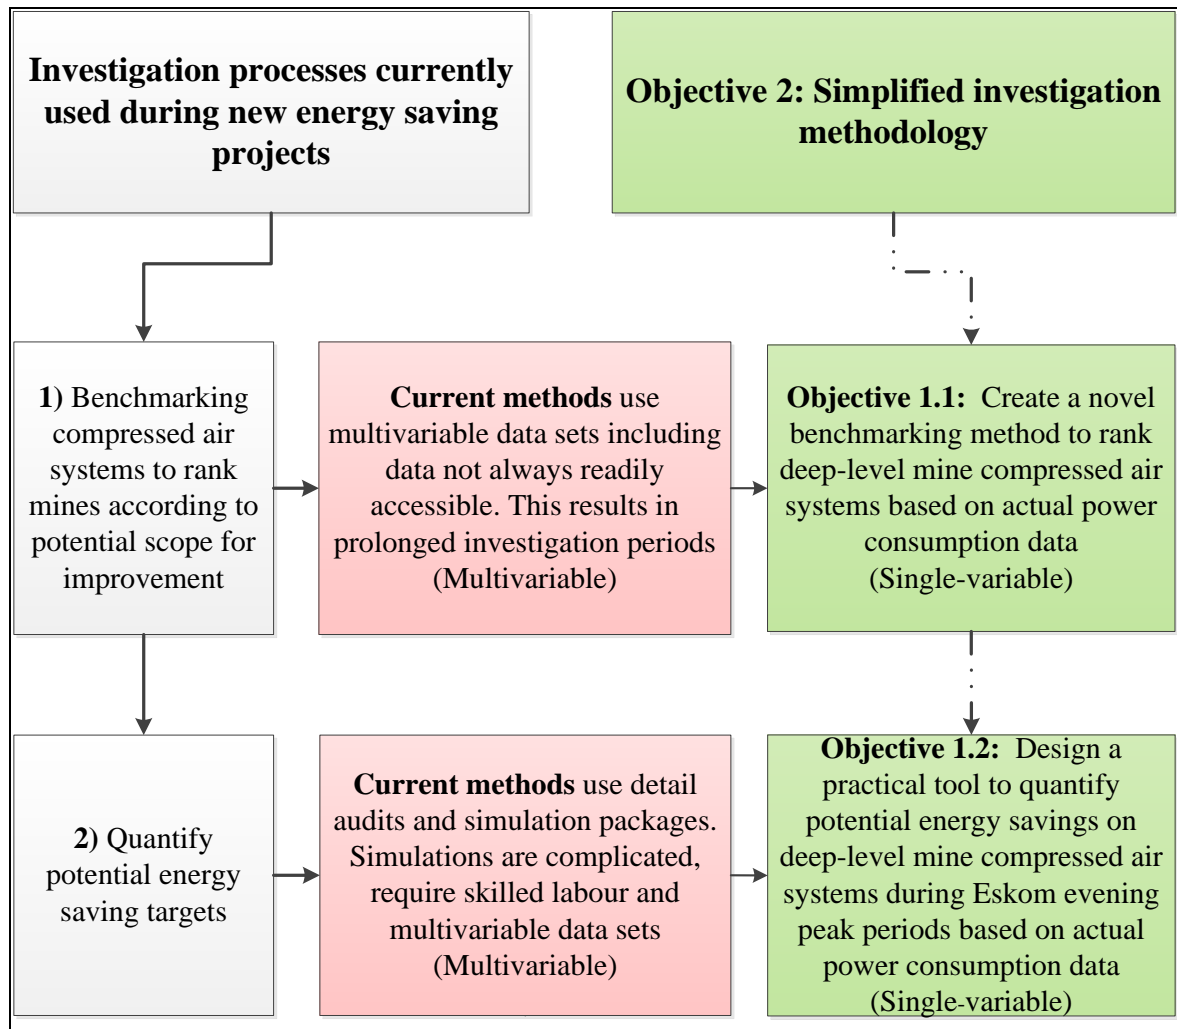 Investigation processes currently
used during new energy saving
projects
Objective 2: Simplified investigation
methodology
1) Benchmarking
compressed air
systems to rank
mines according to
potential scope for
improvement
Current methods use
multivariable data sets including
data not always readily
accessible. This results in
prolonged investigation periods
(Multivariable)
Objective 1.1: Create a novel
benchmarking method to rank
deep-level mine compressed air
systems based on actual power
consumption data
(Single-variable)
2) Quantify
potential energy
saving targets
Current methods use detail
audits and simulation packages.
Simulations are complicated,
require skilled labour and
multivariable data sets
(Multivariable)
Objective 1.2: Design a
practical tool to quantify
potential energy savings on
deep-level mine compressed air
systems during Eskom evening
peak periods based on actual
power consumption data
(Single-variable)